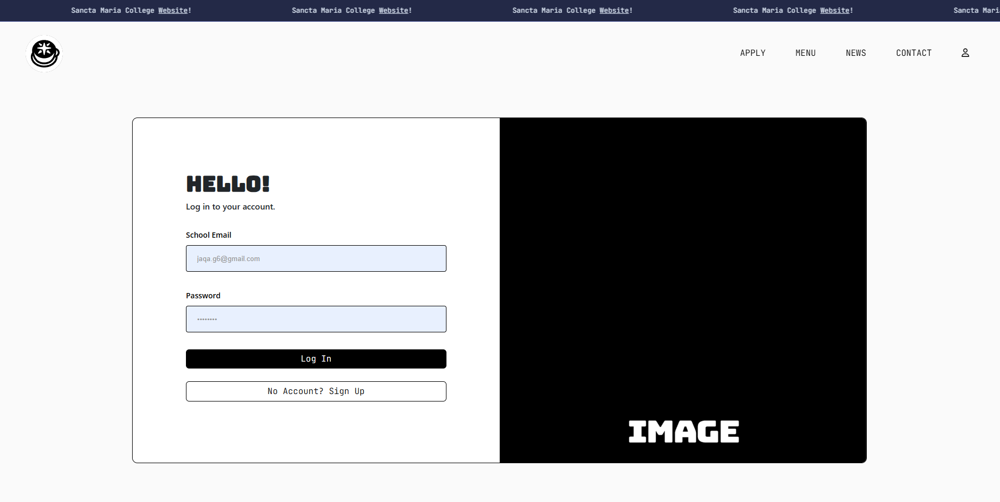 Sancta Maria College Website! Sancta Maria College Website! Sancta Maria College Website! Sancta Maria College Website! Sancta
APPLY MENU NEWS CONTACT
HELLO!
Log in to your account.
School Email
jaqa.g6@gmail.com
Password
••••••••
Log In
No Account? Sign Up
IMAGE